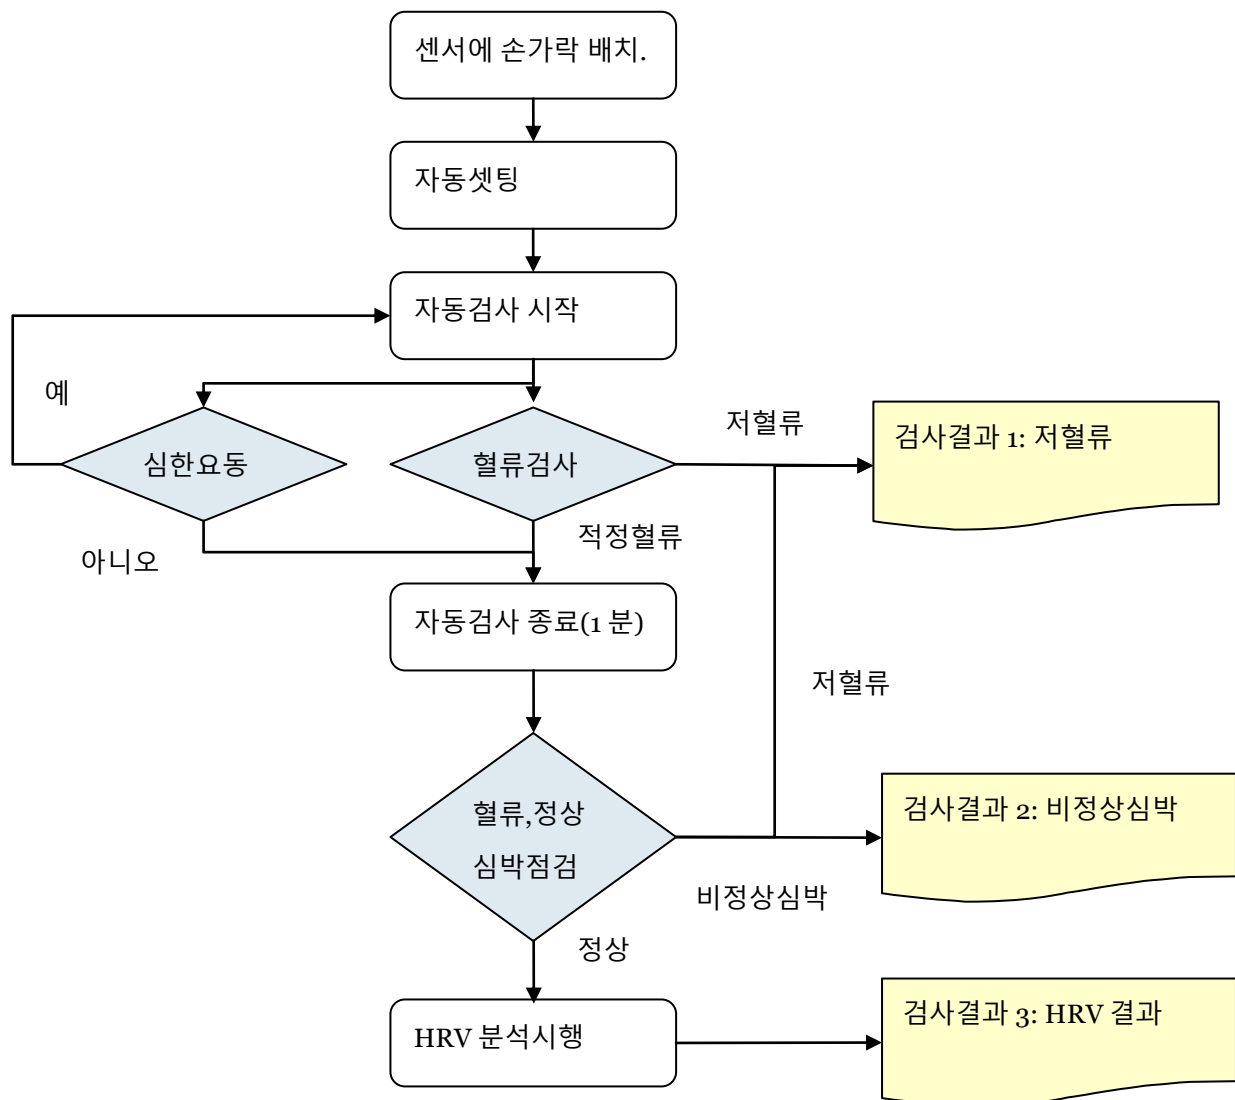 센서에 손가락 배치.
자동셋팅
자동검사 시작
예
심한요동
혈류검사
저혈류
검사결과 1: 저혈류
아니오
적정혈류
자동검사 종료(1 분)
저혈류
혈류,정상
심박점검
검사결과 2: 비정상심박
비정상심박
정상
HRV 분석시행
검사결과 3: HRV 결과